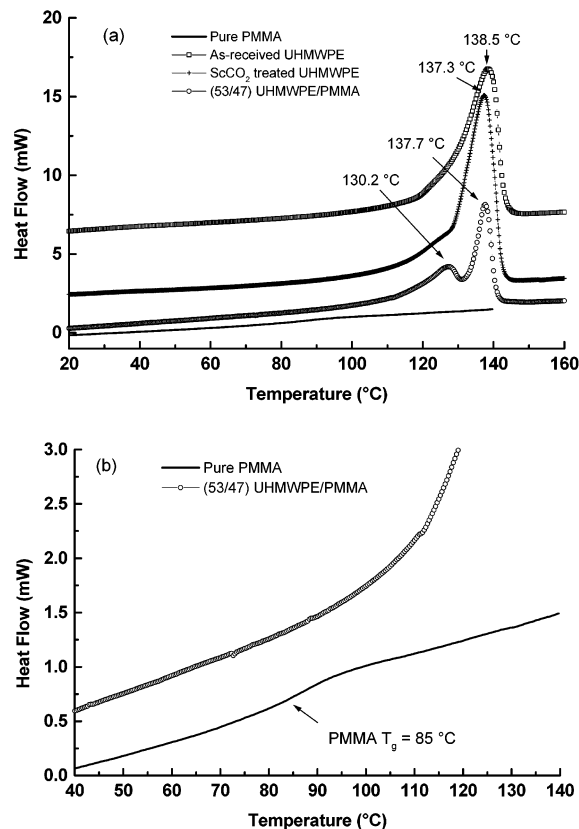 (a)
Pure PMMA
As-received UHMWPE
ScCO2 treated UHMWPE
(53/47) UHMWPE/PMMA
138.5 °C
137.3 °C
137.7 °C
130.2 °C
20
15
10
5
0
Heat Flow (mW)
20 40 60 80 100 120 140 160
Temperature (°C)
(b)
Pure PMMA
(53/47) UHMWPE/PMMA
3.0
2.5
2.0
1.5
1.0
0.5
0.0
Heat Flow (mW)
PMMA Tg = 85 °C
40 50 60 70 80 90 100 110 120 130 140
Temperature (°C)